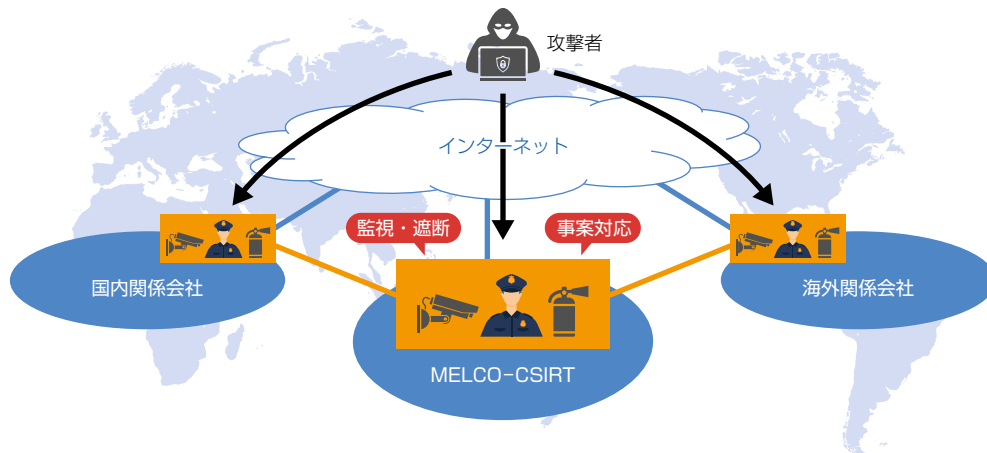 攻撃者
インターネット
監視・遮断
事案対応
国内関係会社
海外関係会社
MELCO-CSIRT